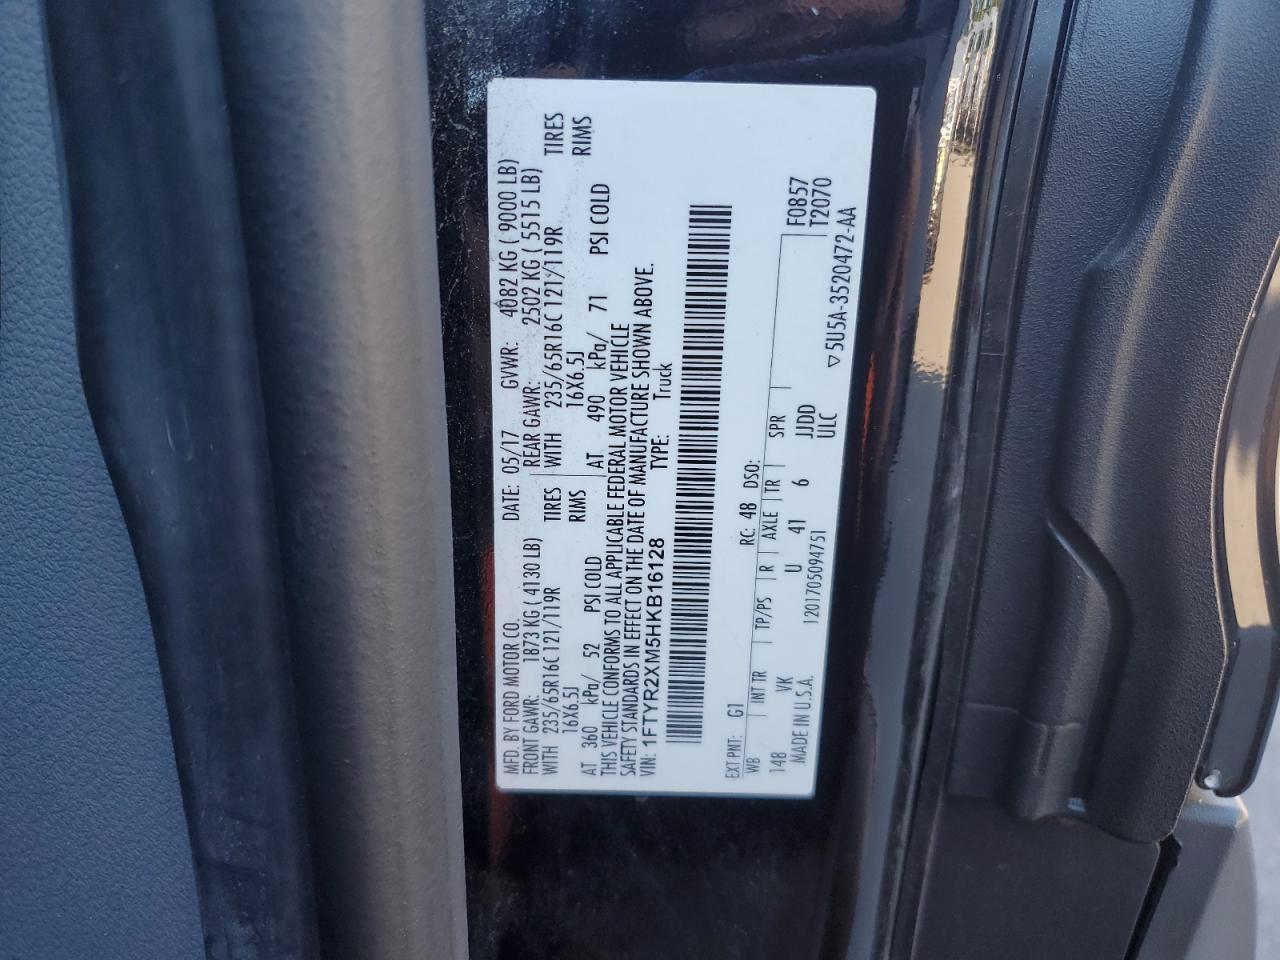 MFD. BY FORD MOTOR CO. DATE: 05/17 GVWR: 4082 KG ( 9000 LB)
FRONT GAWR: 1873 KG ( 4130 LB) REAR GAWR: 2502 KG ( 5515 LB)
WITH 235/65R16C 121/119R TIRES WITH 235/65R16C 121/119R TIRES
16X6.5J RIMS 16X6.5J RIMS
AT 360 kPa/ 52 PSI COLD AT 490 kPa/ 71 PSI COLD
THIS VEHICLE CONFORMS TO ALL APPLICABLE FEDERAL MOTOR VEHICLE
SAFETY STANDARDS IN EFFECT ON THE DATE OF MANUFACTURE SHOWN ABOVE.
VIN: 1FTYR2XM5HKB16128 TYPE: Truck
EXT PNT: G1 RC: 48 DSO: F0857
WB INT TR TP/PS R AXLE TR SPR T2070
148 VK U 41 6 JJDD
MADE IN U.S.A. 1201705094751 ULC
▽5U5A-3520472-AA